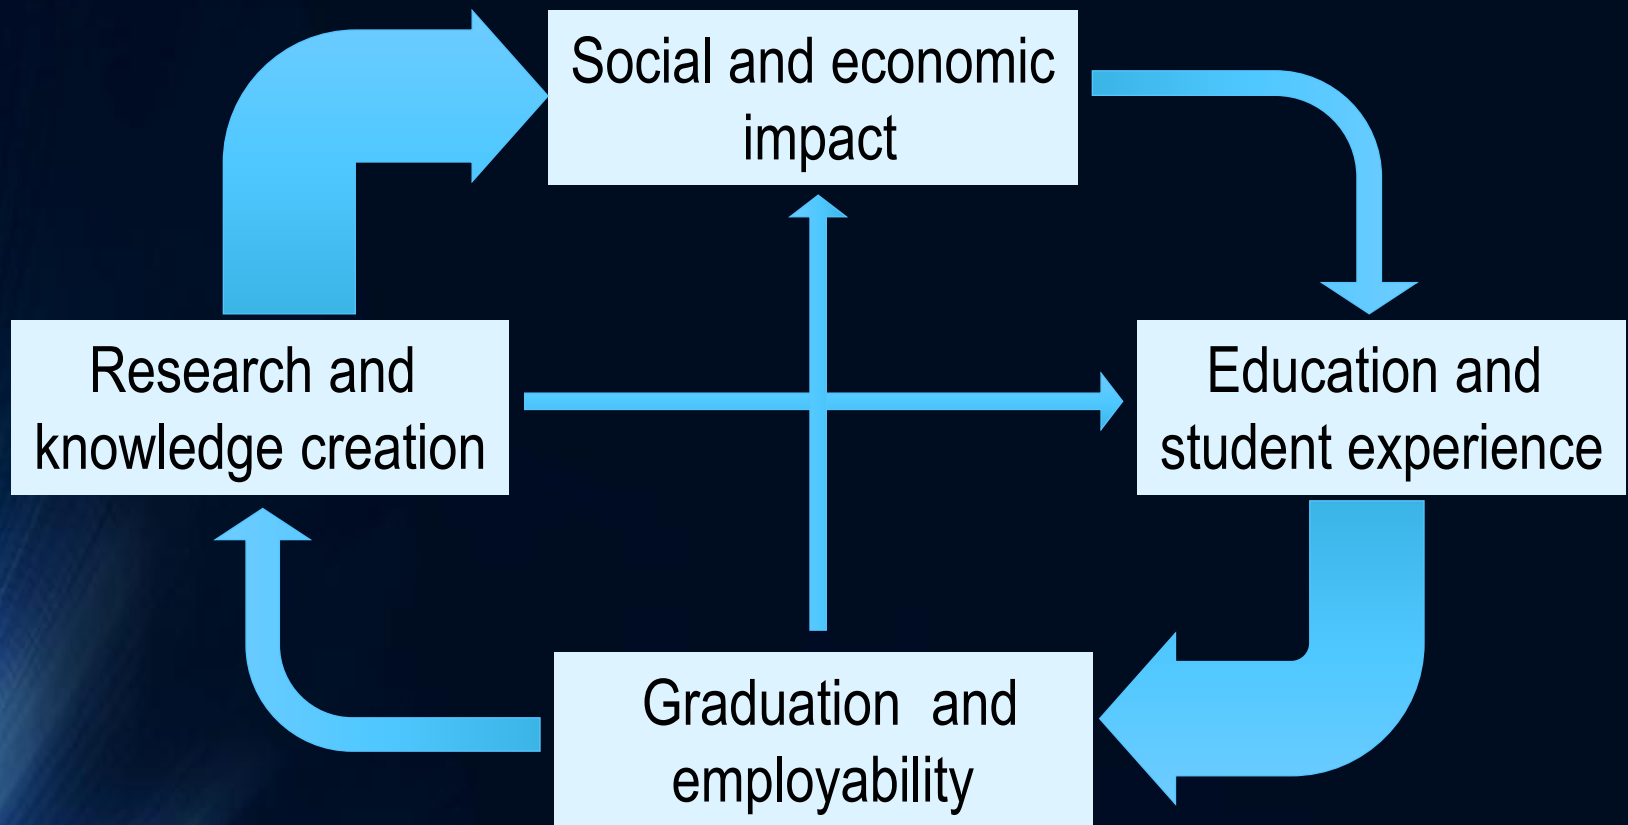 Social and economic
impact
Research and
knowledge creation
Education and
student experience
Graduation  and
employability